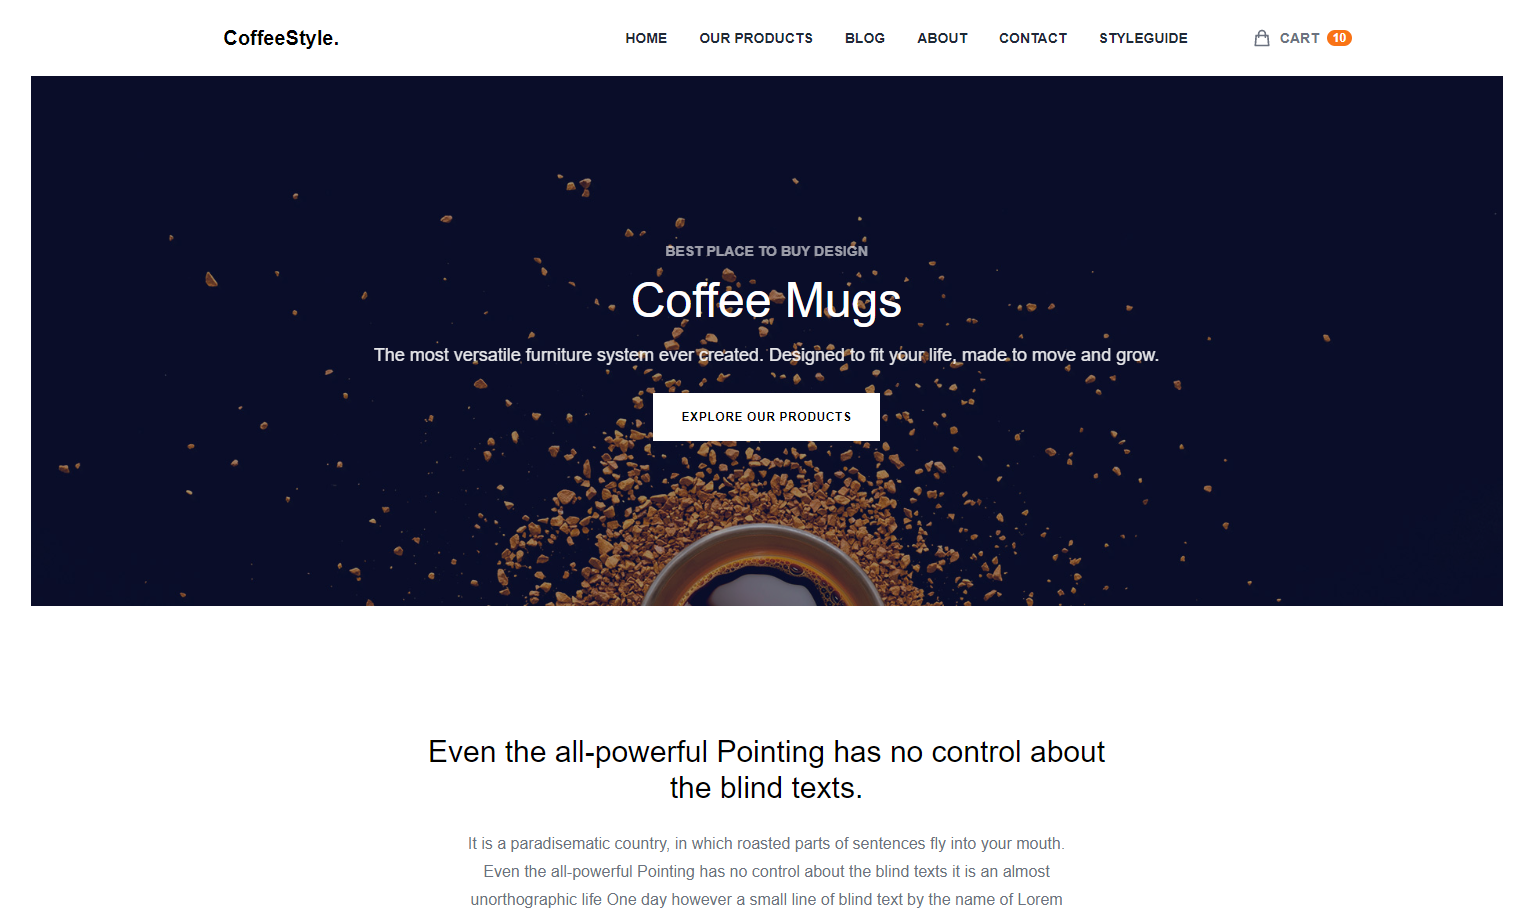 CoffeeStyle.
HOME OUR PRODUCTS BLOG ABOUT CONTACT STYLEGUIDE CART 10
BEST PLACE TO BUY DESIGN
Coffee Mugs
The most versatile furniture system ever created. Designed to fit your life, made to move and grow.
EXPLORE OUR PRODUCTS
Even the all-powerful Pointing has no control about
the blind texts.
It is a paradisematic country, in which roasted parts of sentences fly into your mouth.
Even the all-powerful Pointing has no control about the blind texts it is an almost
unorthographic life One day however a small line of blind text by the name of Lorem